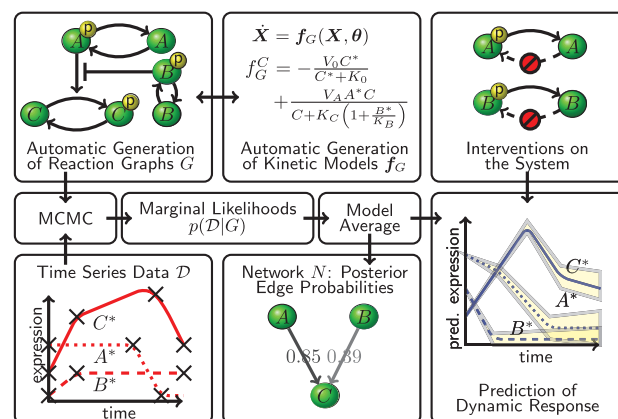 A p A
B p
C C p B
Automatic Generation
of Reaction Graphs G
Ẋ = f_G(X, θ)
f_G^C = − V_0C*/(C*+K_0)
+ V_AA*C/(C+K_C(1+B*/K_B))
Automatic Generation
of Kinetic Models f_G
A p A
B p B
Interventions on
the System
MCMC
Marginal Likelihoods
p(D|G)
Model
Average
Time Series Data D
expression
C*
A*
B*
time
Network N: Posterior
Edge Probabilities
A B
0.85 0.39
C
pred. expression
C*
A*
B*
time
Prediction of
Dynamic Response